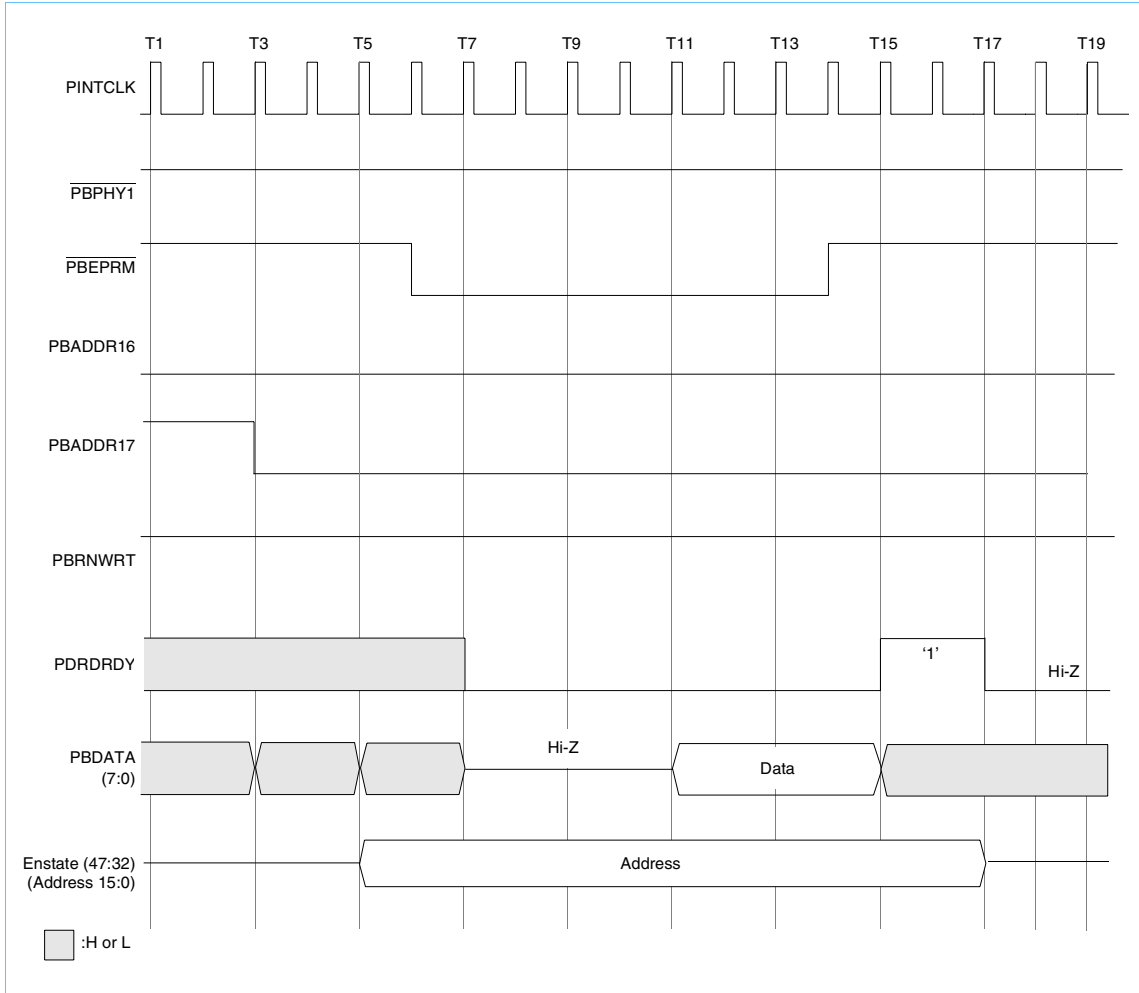 T1 T3 T5 T7 T9 T11 T13 T15 T17 T19
PINTCLK
PBPHY1
PBEPRM
PBADDR16
PBADDR17
PBRNWRT
PDRDRDY
‘1’
Hi-Z
PBDATA
(7:0)
Hi-Z
Data
Enstate (47:32)
(Address 15:0)
Address
:H or L